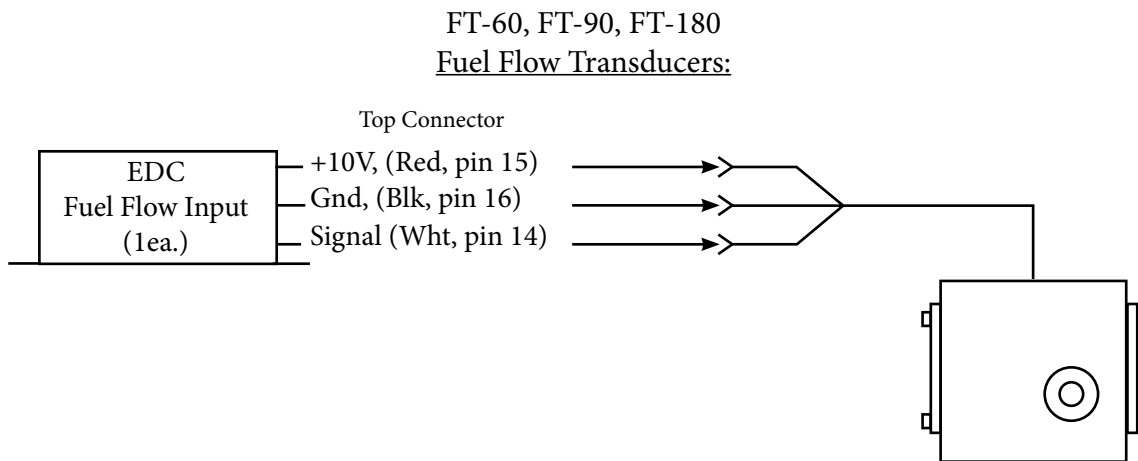 FT-60, FT-90, FT-180
Fuel Flow Transducers:
Top Connector
EDC
Fuel Flow Input
(1ea.)
+10V, (Red, pin 15)
Gnd, (Blk, pin 16)
Signal (Wht, pin 14)